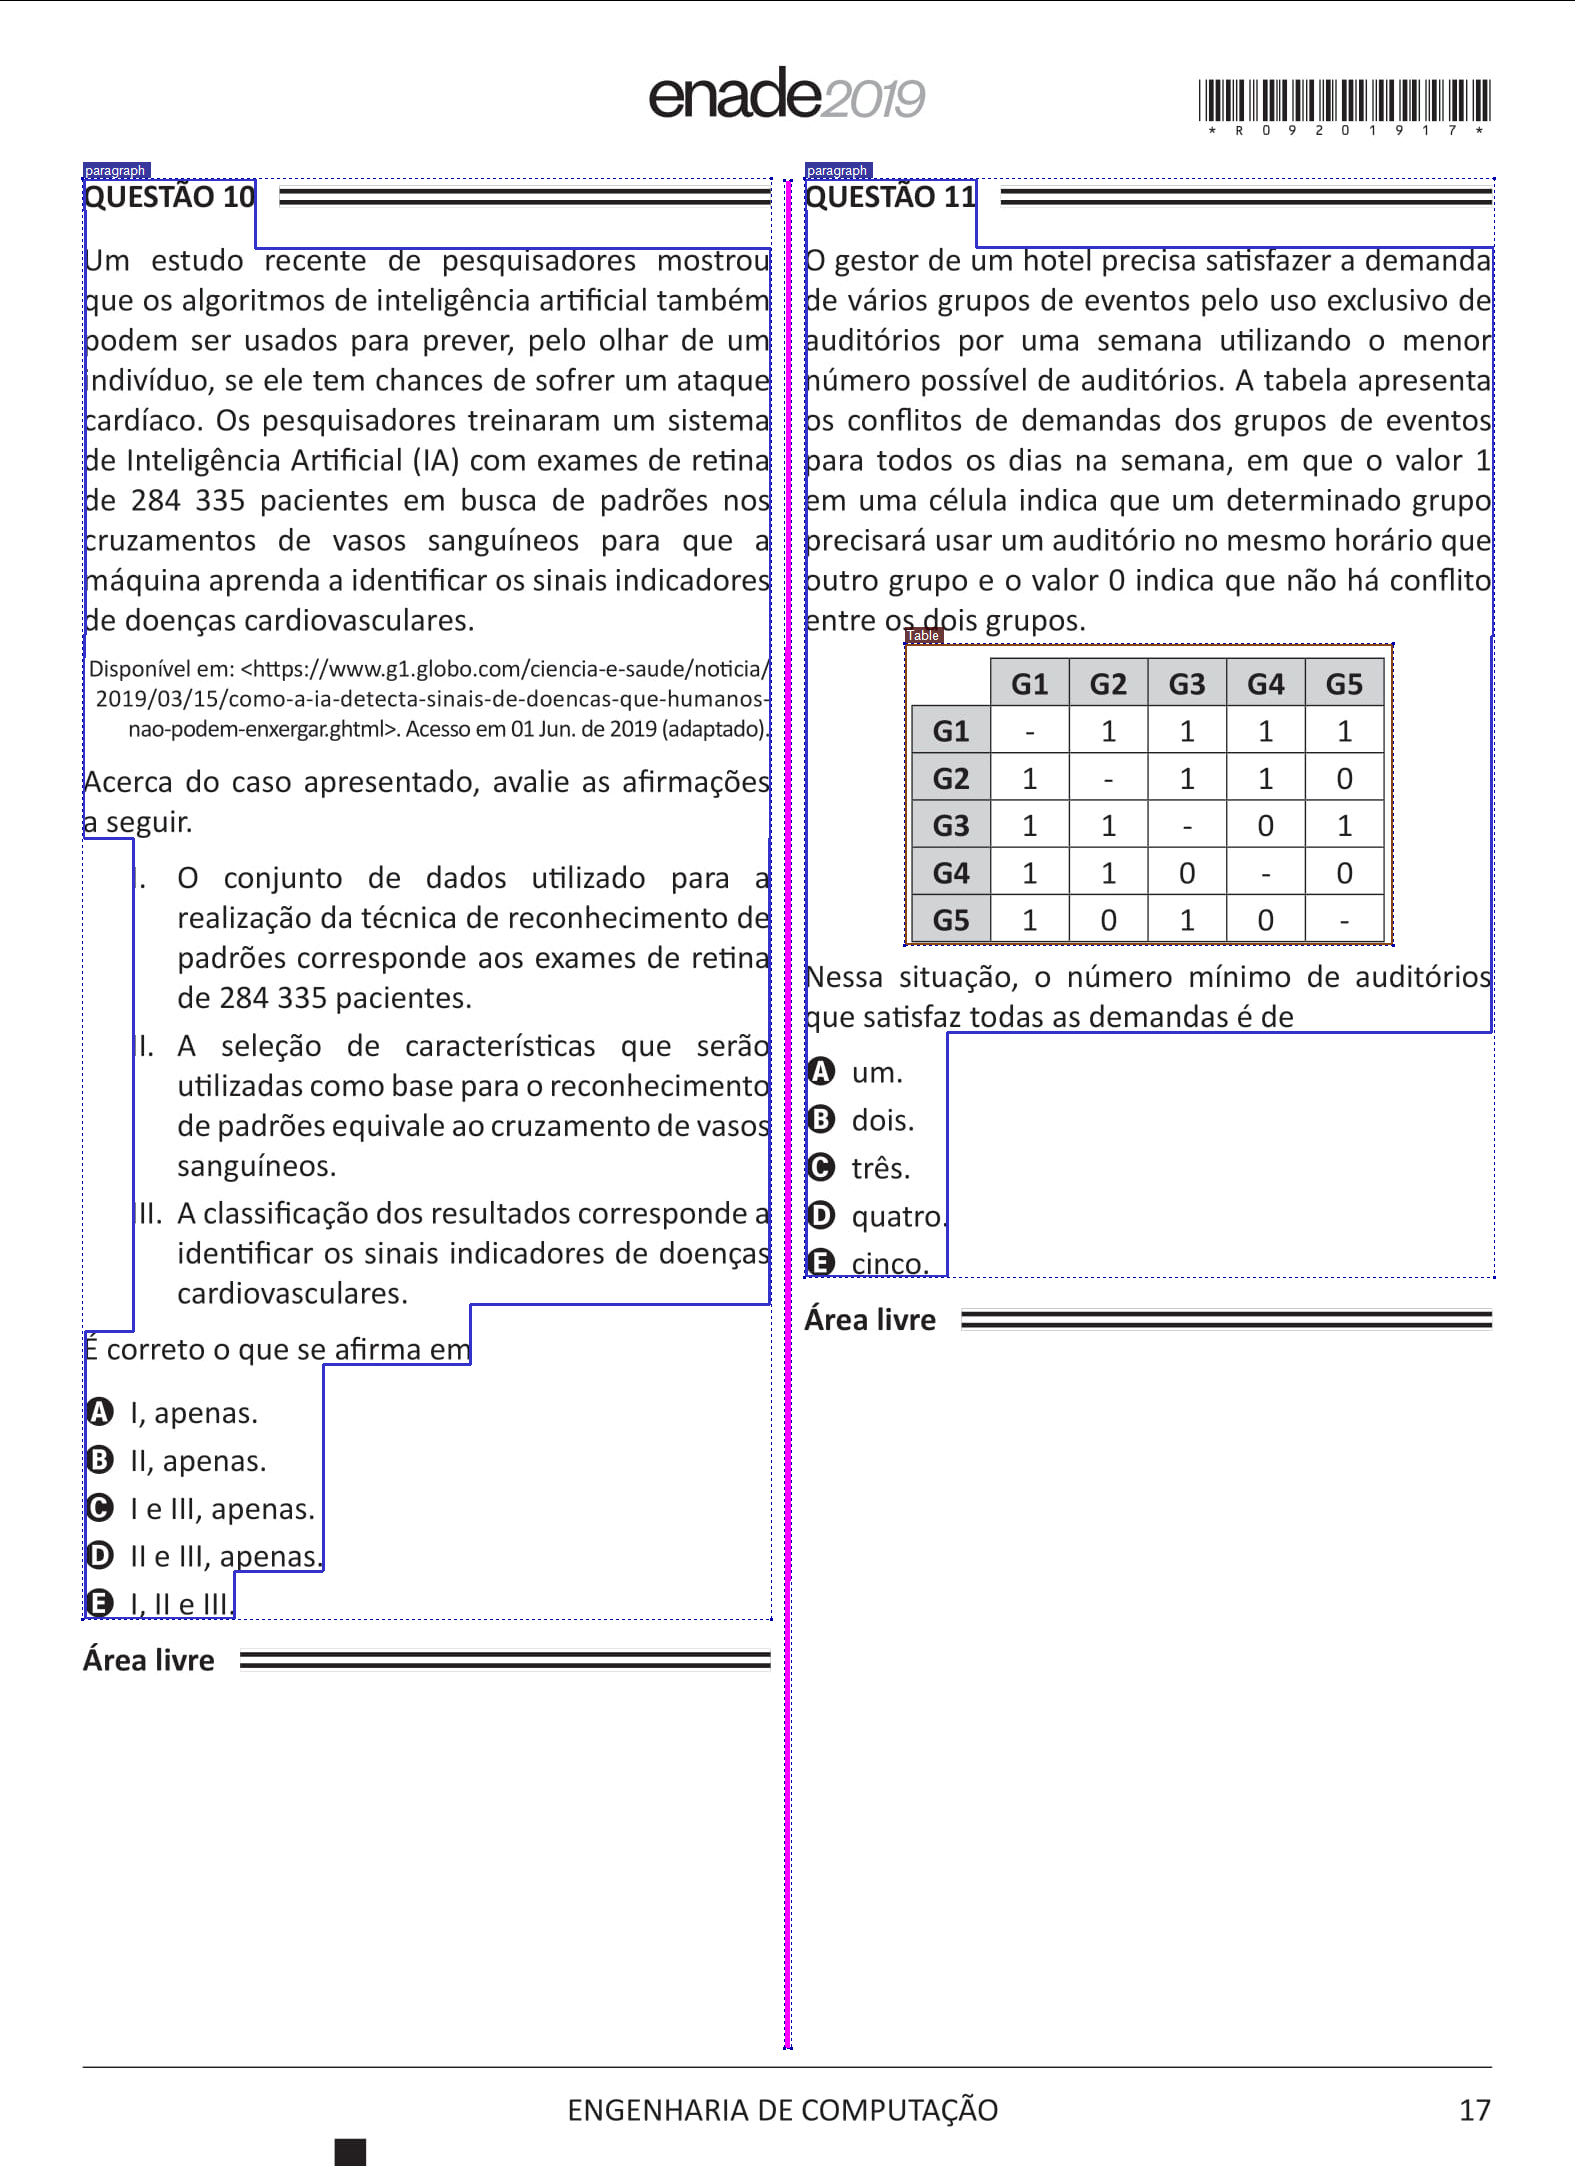 enade2019
*R09201917*
paragraph
QUESTÃO 10
Um estudo recente de pesquisadores mostrou
que os algoritmos de inteligência artificial também
podem ser usados para prever, pelo olhar de um
indivíduo, se ele tem chances de sofrer um ataque
cardíaco. Os pesquisadores treinaram um sistema
de Inteligência Artificial (IA) com exames de retina
de 284 335 pacientes em busca de padrões nos
cruzamentos de vasos sanguíneos para que a
máquina aprenda a identificar os sinais indicadores
de doenças cardiovasculares.
Disponível em: <https://www.g1.globo.com/ciencia-e-saude/noticia/
2019/03/15/como-a-ia-detecta-sinais-de-doencas-que-humanos-
nao-podem-enxergar.ghtml>. Acesso em 01 Jun. de 2019 (adaptado).
Acerca do caso apresentado, avalie as afirmações
a seguir.
I. O conjunto de dados utilizado para a
realização da técnica de reconhecimento de
padrões corresponde aos exames de retina
de 284 335 pacientes.
II. A seleção de características que serão
utilizadas como base para o reconhecimento
de padrões equivale ao cruzamento de vasos
sanguíneos.
III. A classificação dos resultados corresponde a
identificar os sinais indicadores de doenças
cardiovasculares.
É correto o que se afirma em
A I, apenas.
B II, apenas.
C I e III, apenas.
D II e III, apenas.
E I, II e III.
Área livre
paragraph
QUESTÃO 11
O gestor de um hotel precisa satisfazer a demanda
de vários grupos de eventos pelo uso exclusivo de
auditórios por uma semana utilizando o menor
número possível de auditórios. A tabela apresenta
os conflitos de demandas dos grupos de eventos
para todos os dias na semana, em que o valor 1
em uma célula indica que um determinado grupo
precisará usar um auditório no mesmo horário que
outro grupo e o valor 0 indica que não há conflito
entre os dois grupos.
Table
G1 G2 G3 G4 G5
G1 - 1 1 1 1
G2 1 - 1 1 0
G3 1 1 - 0 1
G4 1 1 0 - 0
G5 1 0 1 0 -
Nessa situação, o número mínimo de auditórios
que satisfaz todas as demandas é de
A um.
B dois.
C três.
D quatro.
E cinco.
Área livre
ENGENHARIA DE COMPUTAÇÃO 17